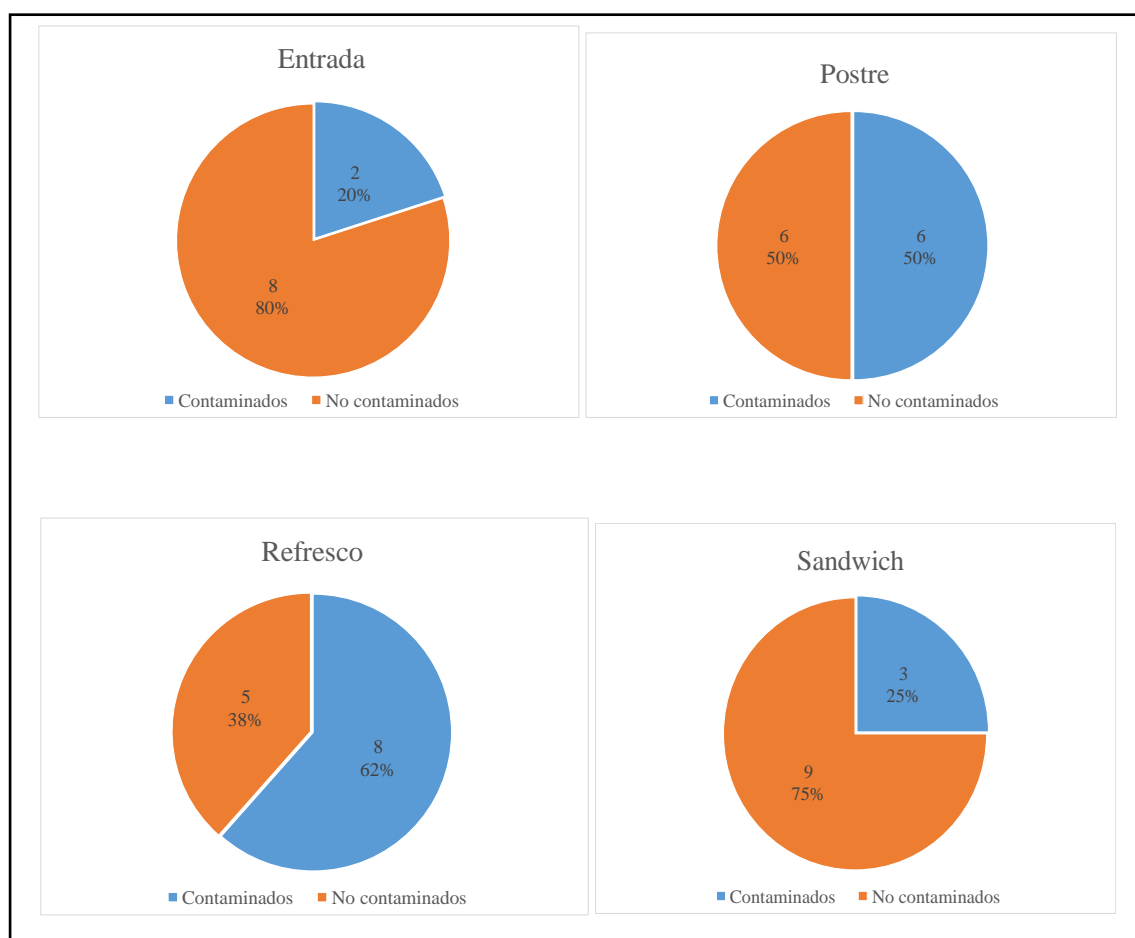 Entrada
2
20%
8
80%
Contaminados No contaminados
Postre
6
50%
6
50%
Contaminados No contaminados
Refresco
5
38%
8
62%
Contaminados No contaminados
Sandwich
3
25%
9
75%
Contaminados No contaminados